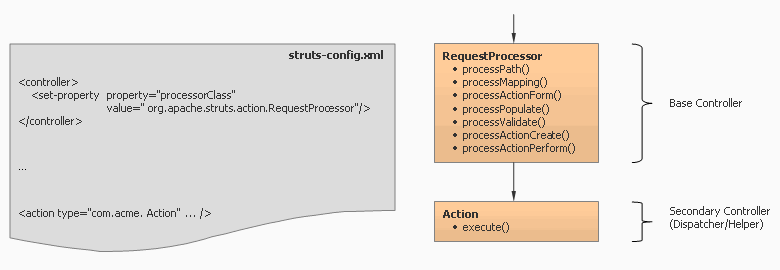 struts-config.xml
<controller>
<set-property property="processorClass"
value=" org.apache.struts.action.RequestProcessor"/>
</controller>
...
<action type="com.acme. Action" ... />
RequestProcessor
• processPath()
• processMapping()
• processActionForm()
• processPopulate()
• processValidate()
• processActionCreate()
• processActionPerform()
Base Controller
Action
• execute()
Secondary Controller
(Dispatcher/Helper)